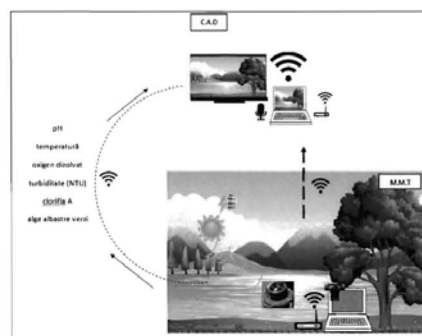 C.A.D
pH
temperatură
oxigen dizolvat
turbiditate (NTU)
clorifla A
alge albastre verzi
M.M.T